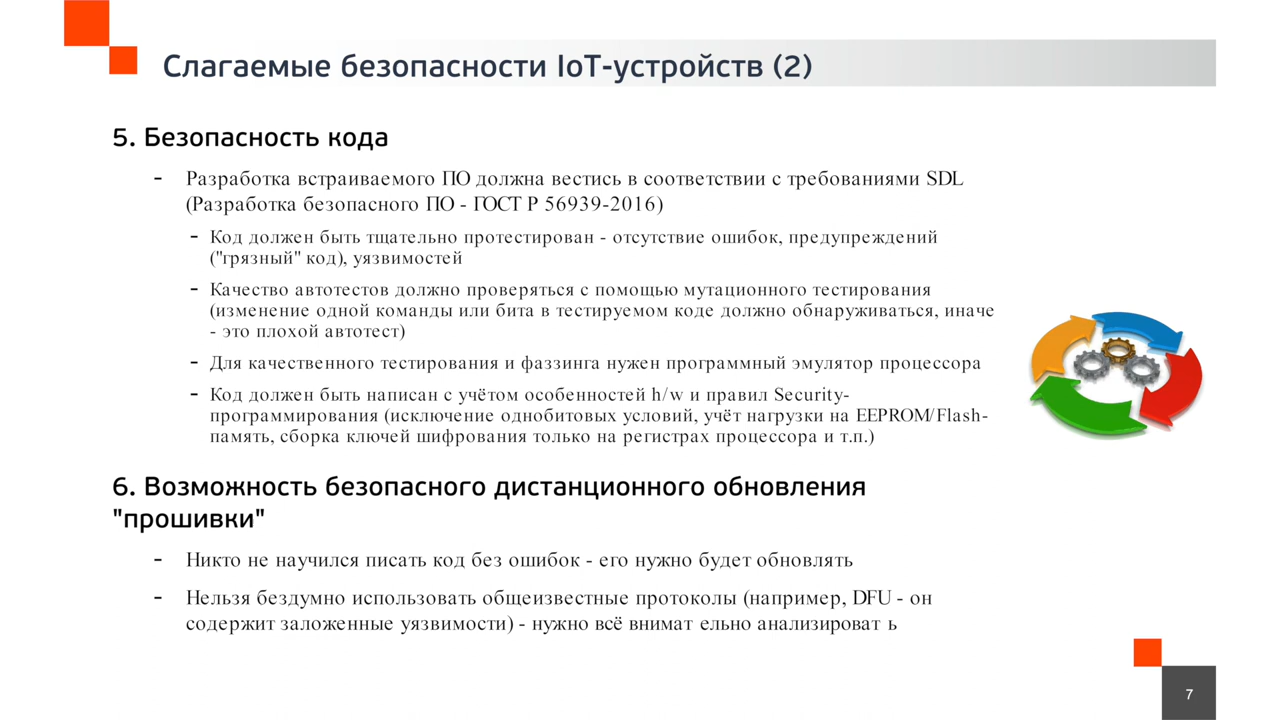 Слагаемые безопасности IoT-устройств (2)
5. Безопасность кода
- Разработка встраиваемого ПО должна вестись в соответствии с требованиями SDL
(Разработка безопасного ПО - ГОСТ Р 56939-2016)
- Код должен быть тщательно протестирован - отсутствие ошибок, предупреждений
("грязный" код), уязвимостей
- Качество автотестов должно проверяться с помощью мутационного тестирования
(изменение одной команды или бита в тестируемом коде должно обнаруживаться, иначе
- это плохой автотест)
- Для качественного тестирования и фаззинга нужен программный эмулятор процессора
- Код должен быть написан с учётом особенностей h/w и правил Security-
программирования (исключение однобитовых условий, учёт нагрузки на EEPROM/Flash-
память, сборка ключей шифрования только на регистрах процессора и т.п.)
6. Возможность безопасного дистанционного обновления
"прошивки"
- Никто не научился писать код без ошибок - его нужно будет обновлять
- Нельзя бездумно использовать общеизвестные протоколы (например, DFU - он
содержит заложенные уязвимости) - нужно всё внимат ельно анализироват ь
7